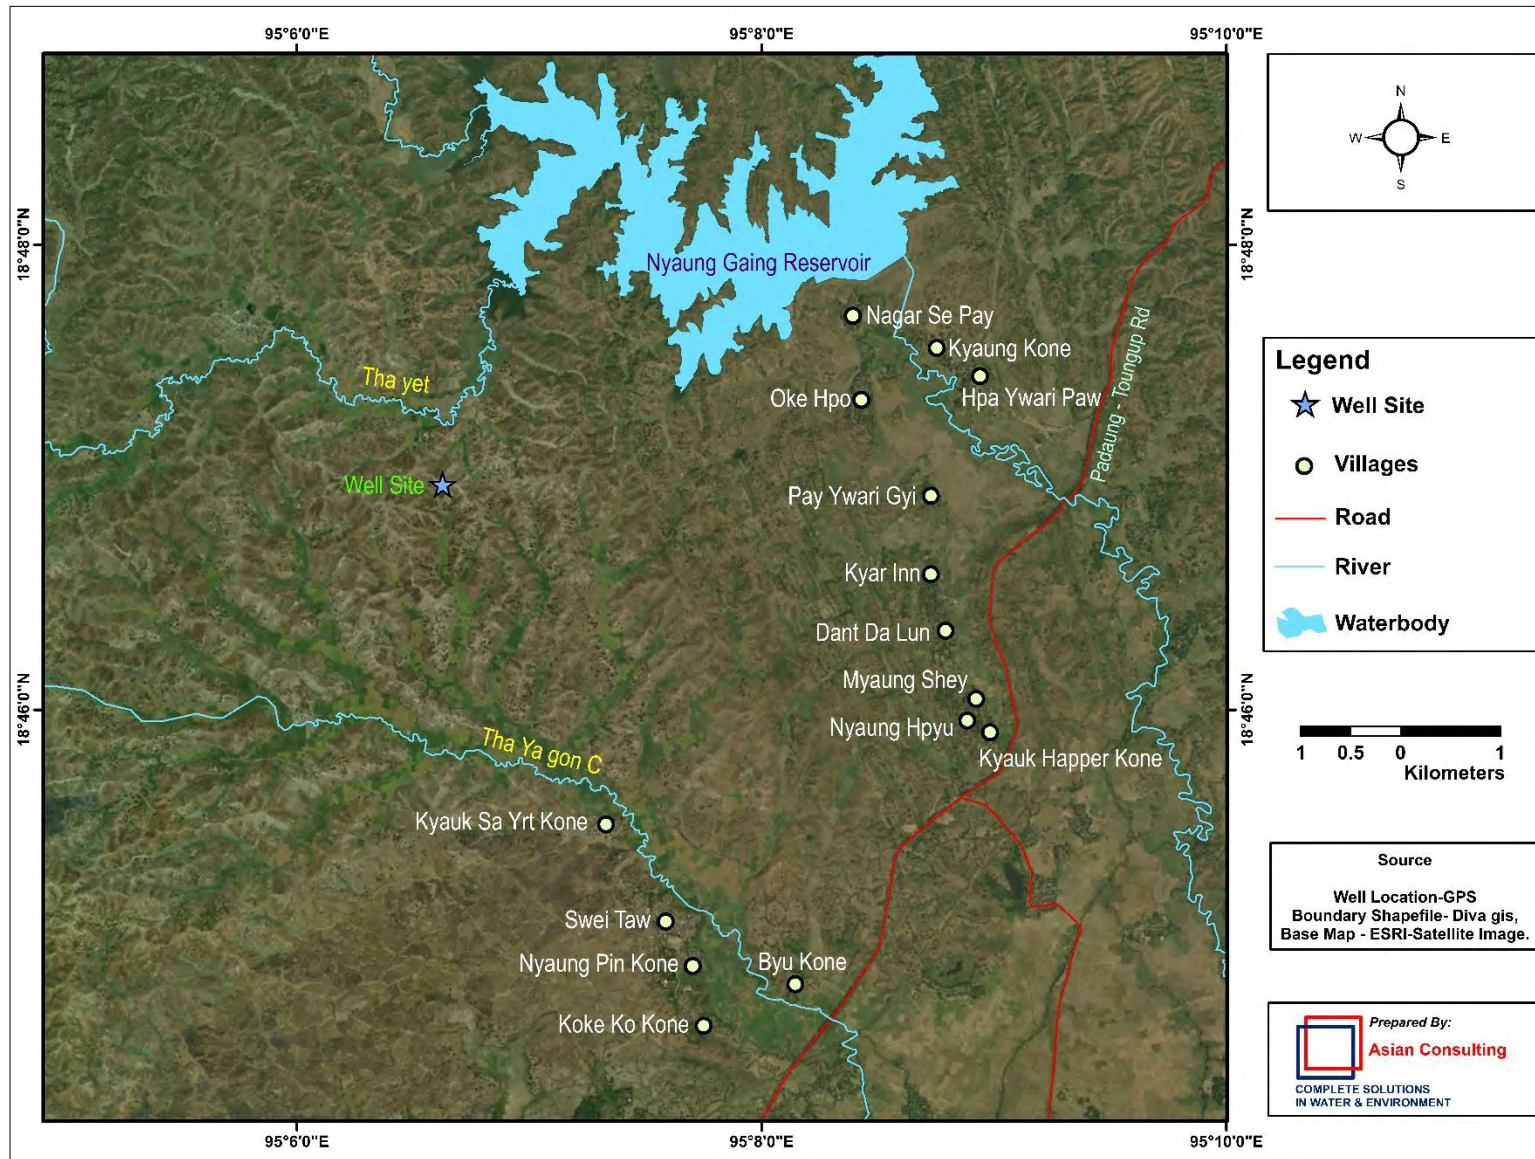 95°6'0"E
95°8'0"E
95°10'0"E
N
W
E
S
18°48'0"N
18°48'0"N
Nyaung Gaing Reservoir
Nagar Se Pay
Kyaung Kone
Hpa Ywari Paw
Oke Hpo
Padaung - Toungup Rd
Tha yet
Well Site
Pay Ywari Gyi
Kyar Inn
Dant Da Lun
Myaung Shey
Nyaung Hpyu
Kyauk Happer Kone
18°46'0"N
18°46'0"N
Tha Ya gon C
Kyauk Sa Yrt Kone
Swei Taw
Nyaung Pin Kone
Byu Kone
Koke Ko Kone
95°6'0"E
95°8'0"E
95°10'0"E
Legend
Well Site
Villages
Road
River
Waterbody
1 0.5 0 1
Kilometers
Source
Well Location-GPS
Boundary Shapefile- Diva gis,
Base Map - ESRI-Satellite Image.
Prepared By:
Asian Consulting
COMPLETE SOLUTIONS
IN WATER & ENVIRONMENT